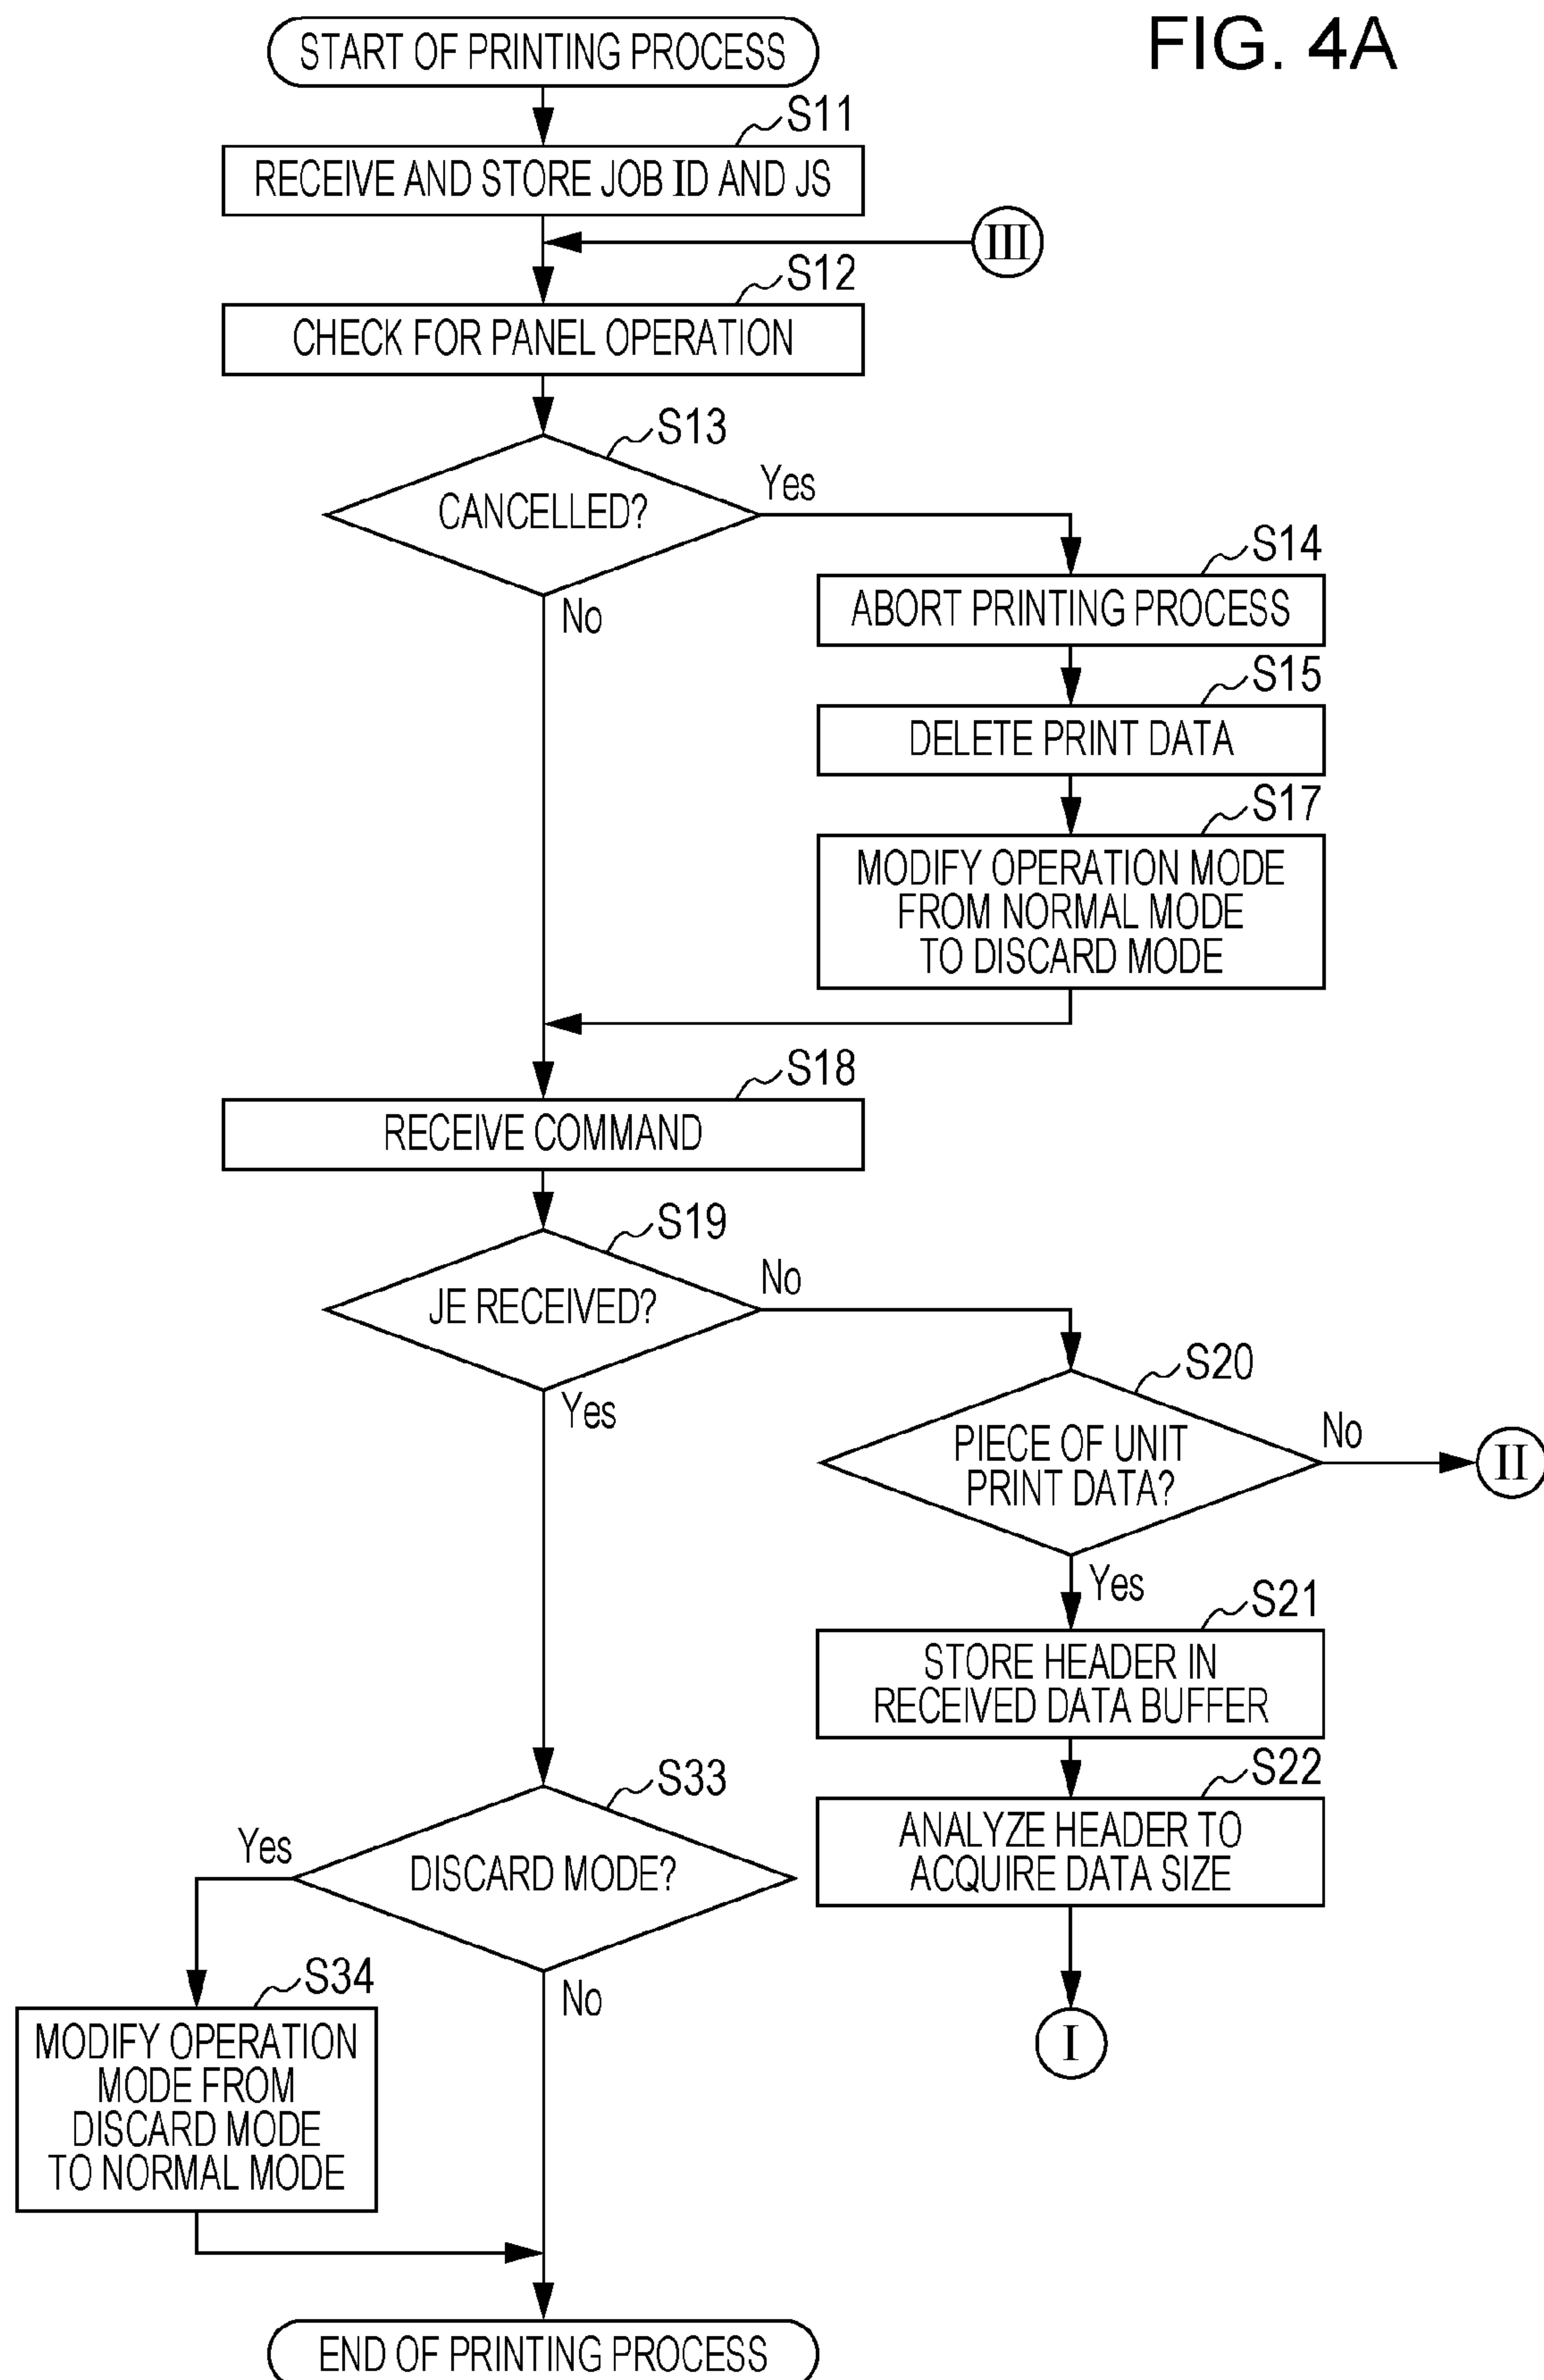 FIG. 4A
START OF PRINTING PROCESS
S11
RECEIVE AND STORE JOB ID AND JS
III
S12
CHECK FOR PANEL OPERATION
S13
CANCELLED?
Yes
No
S14
ABORT PRINTING PROCESS
S15
DELETE PRINT DATA
S17
MODIFY OPERATION MODE
FROM NORMAL MODE
TO DISCARD MODE
S18
RECEIVE COMMAND
S19
JE RECEIVED?
No
Yes
S20
PIECE OF UNIT
PRINT DATA?
No
II
Yes
S21
STORE HEADER IN
RECEIVED DATA BUFFER
S22
ANALYZE HEADER TO
ACQUIRE DATA SIZE
I
S33
DISCARD MODE?
Yes
No
S34
MODIFY OPERATION
MODE FROM
DISCARD MODE
TO NORMAL MODE
END OF PRINTING PROCESS